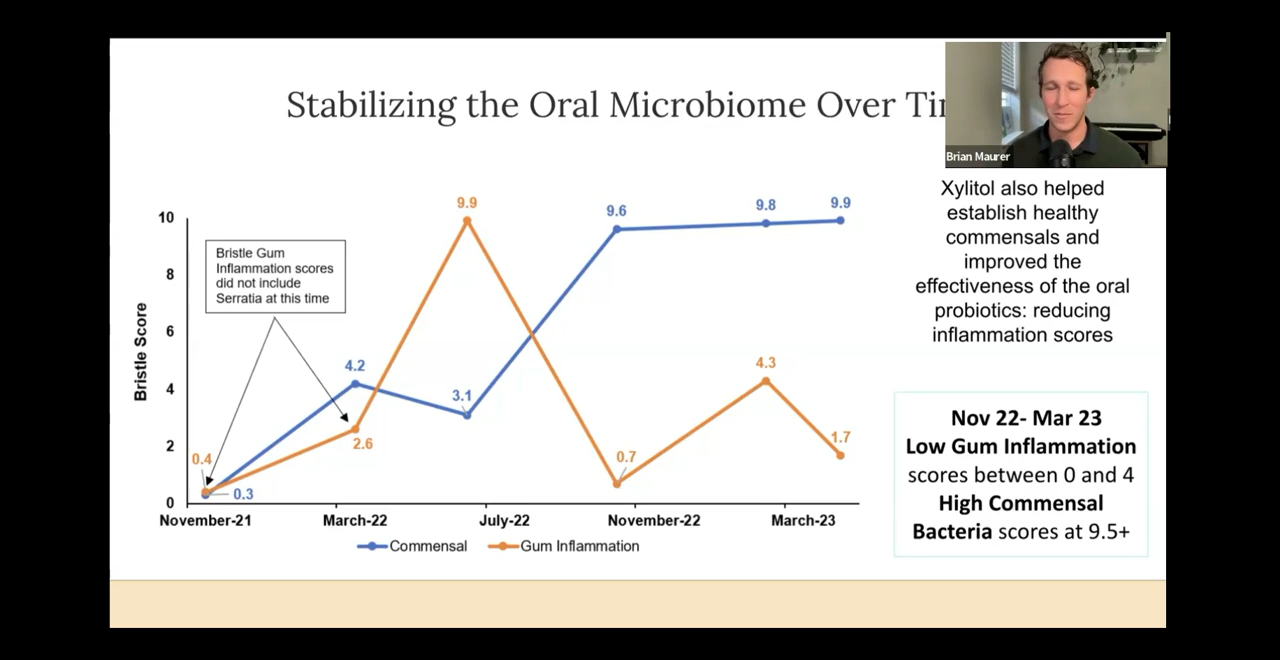 Stabilizing the Oral Microbiome Over
Brian Maurer
Xylitol also helped
establish healthy
commensals and
improved the
effectiveness of the oral
probiotics: reducing
inflammation scores
Bristle Gum
Inflammation scores
did not include
Serratia at this time
Bristle Score
10
8
6
4
2
0
0.4
0.3
4.2
2.6
9.9
3.1
9.6
0.7
9.8
4.3
9.9
1.7
November-21 March-22 July-22 November-22 March-23
Commensal Gum Inflammation
Nov 22- Mar 23
Low Gum Inflammation
scores between 0 and 4
High Commensal
Bacteria scores at 9.5+